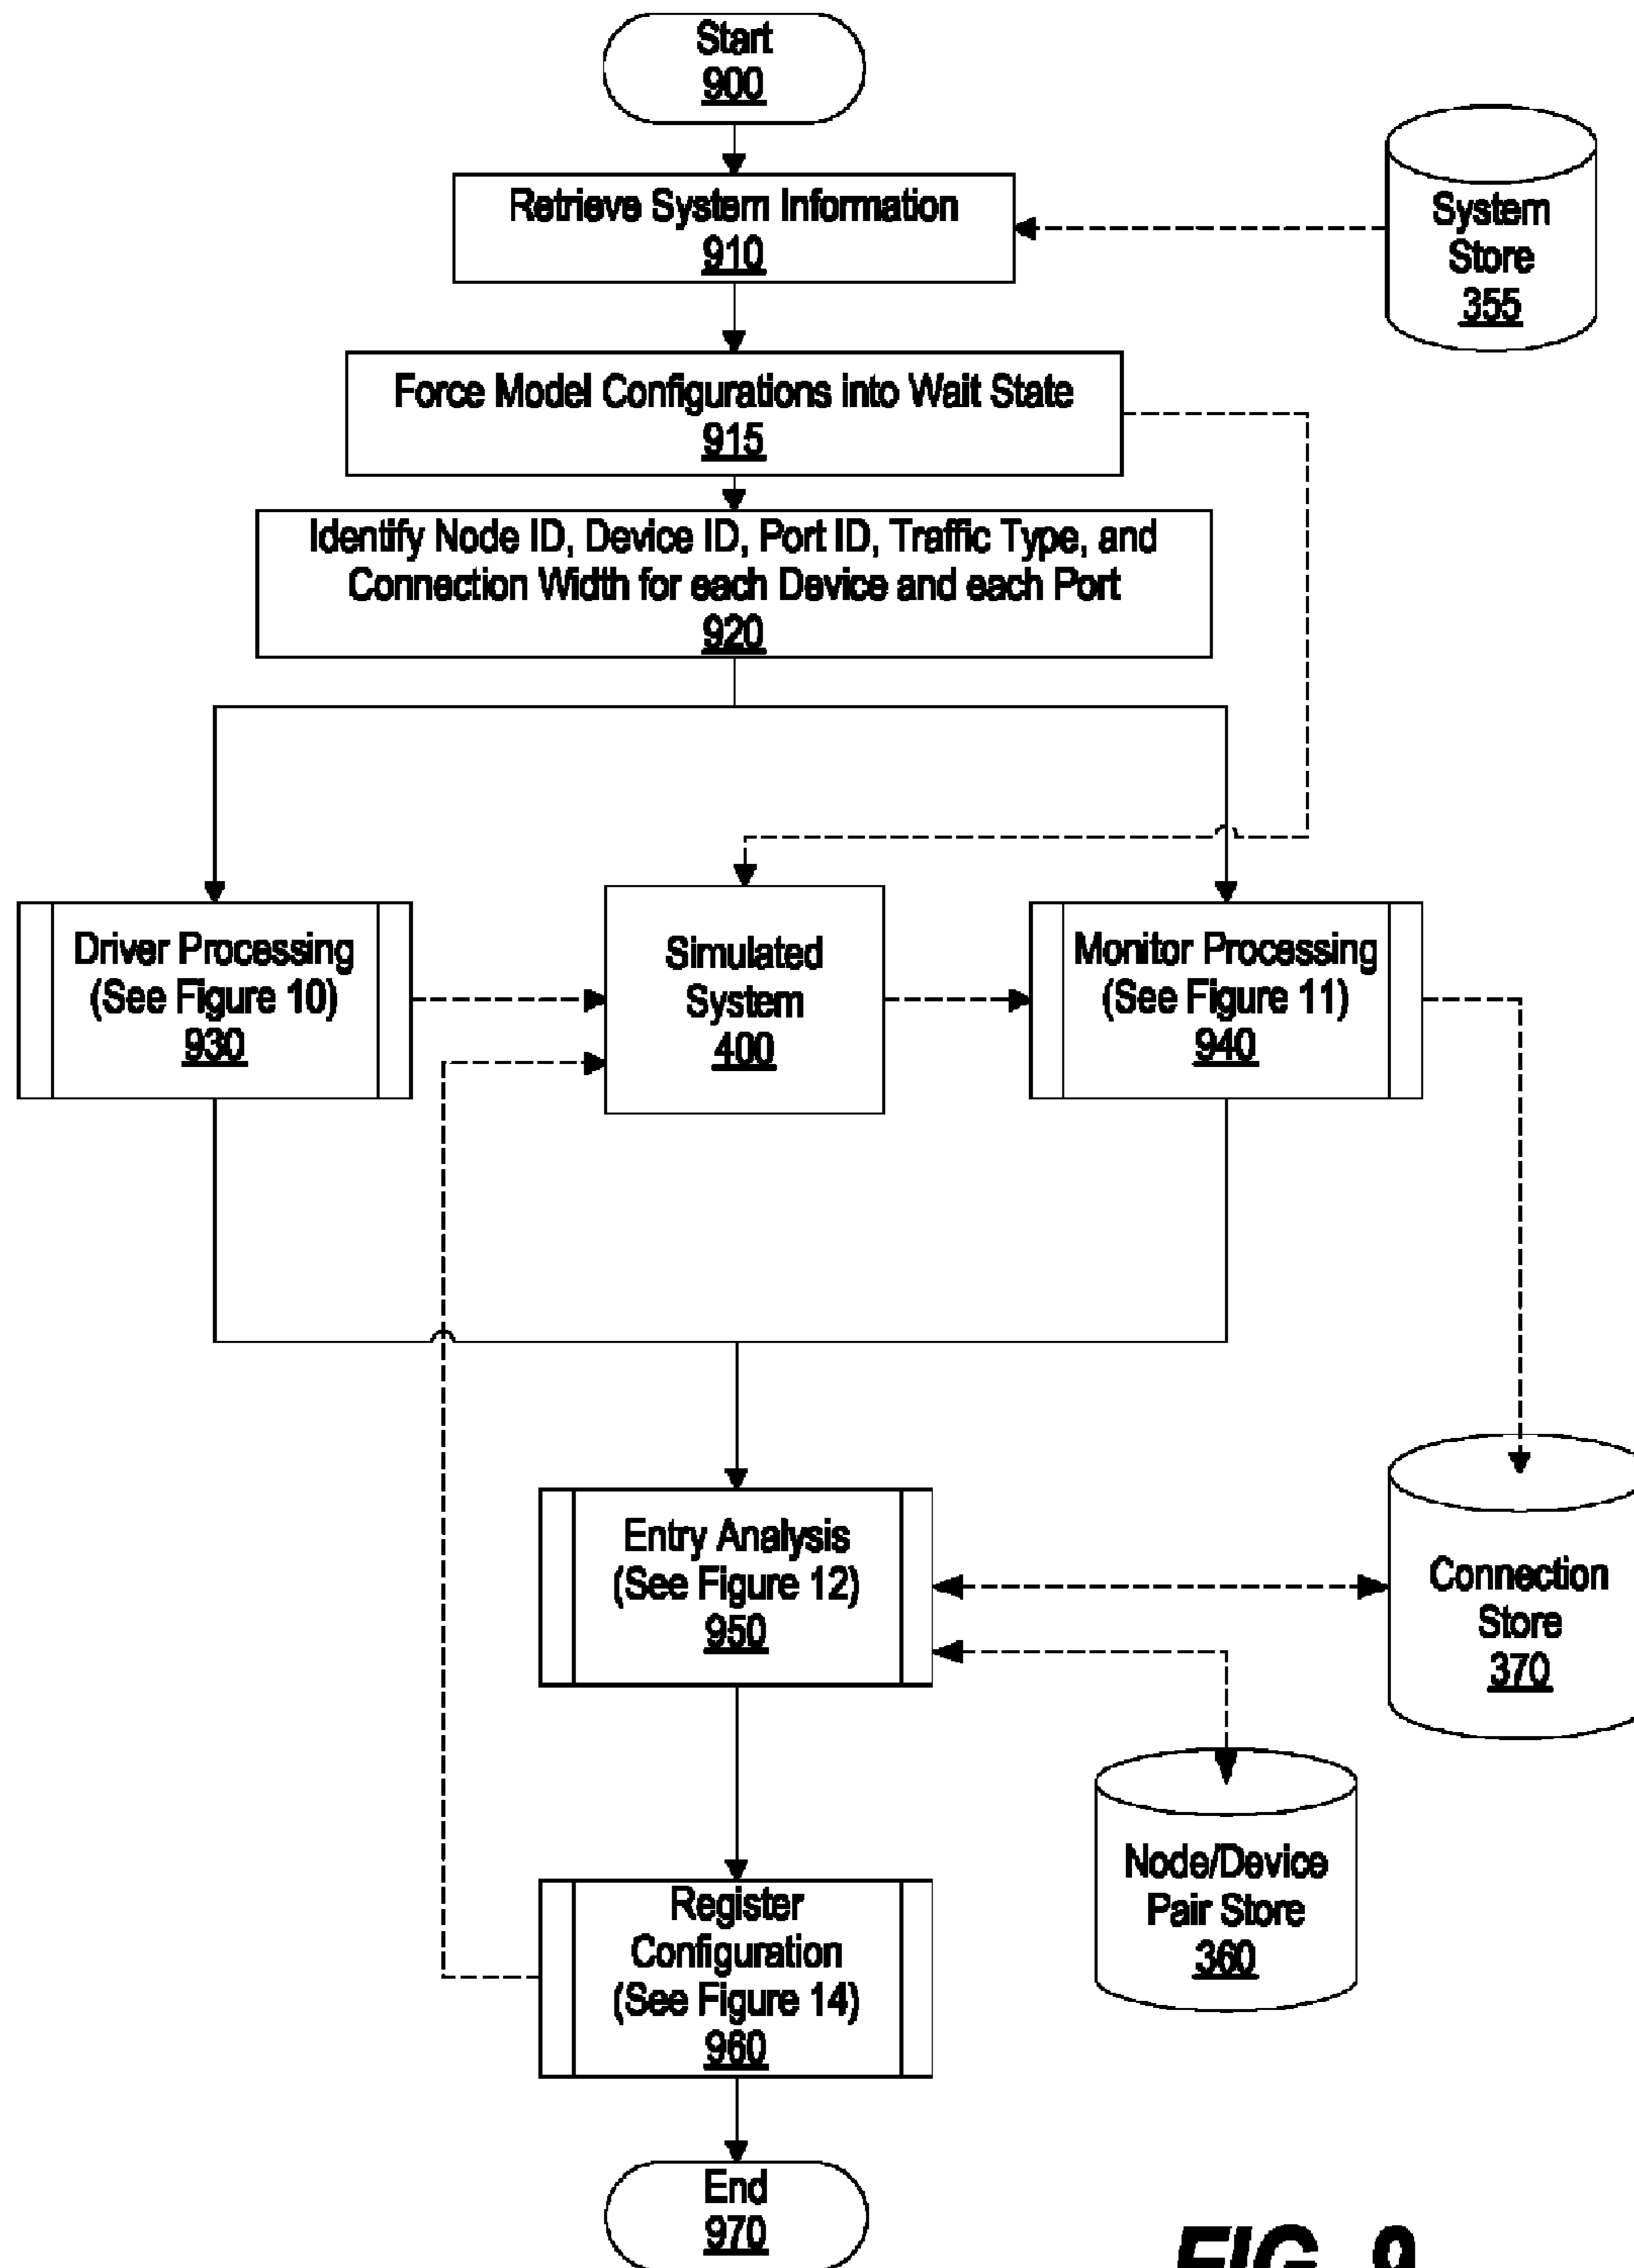 Start
900
Retrieve System Information
910
System
Store
355
Force Model Configurations into Wait State
915
Identify Node ID, Device ID, Port ID, Traffic Type, and
Connection Width for each Device and each Port
920
Driver Processing
(See Figure 10)
930
Simulated
System
400
Monitor Processing
(See Figure 11)
940
Entry Analysis
(See Figure 12)
950
Connection
Store
370
Node/Device
Pair Store
360
Register
Configuration
(See Figure 14)
960
End
970
FIG. 9